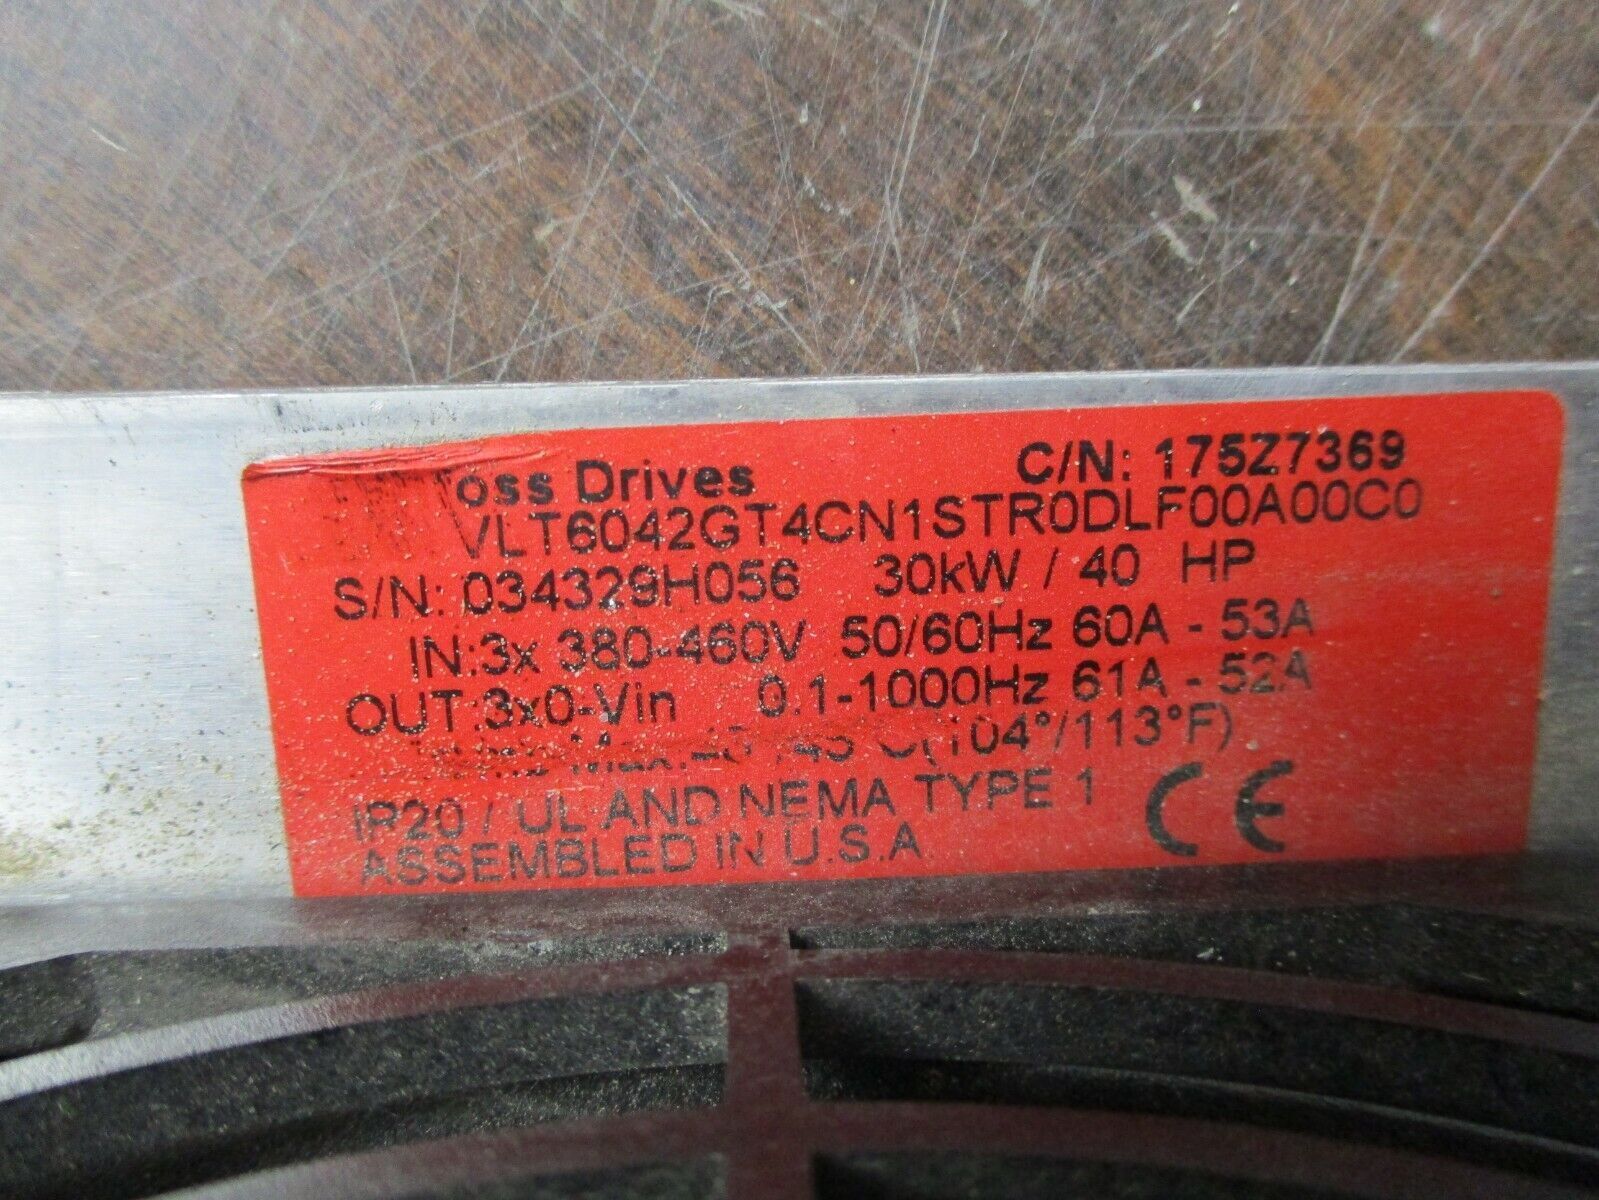 oss Drives C/N: 175Z7369
VLT6042GT4CN1STR0DLF00A00C0
S/N: 034329H056 30kW / 40 HP
IN:3x 380-460V 50/60Hz 60A - 53A
OUT:3x0-Vin 0.1-1000Hz 61A - 52A
C(104°/113°F)
IP20 / UL AND NEMA TYPE 1 CE
ASSEMBLED IN U.S.A.